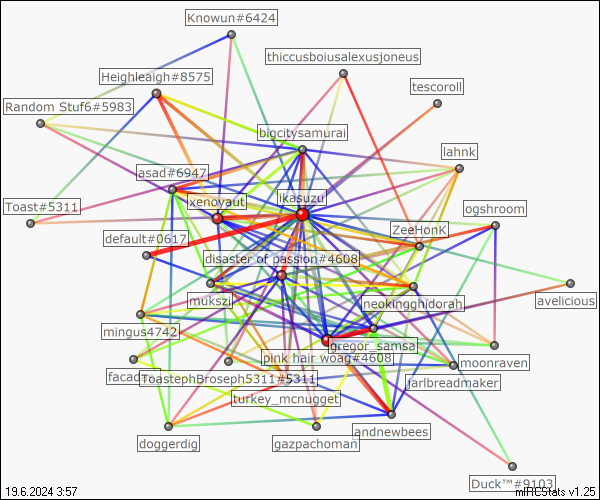 Knowun#6424
thiccusboiusalexusjoneus
Heighleaigh#8575
tescoroll
Random Stuf6#5983
bigcitysamurai
lahnk
asad#6947
ikasuzu
xenoyaut
Toast#5311
ogshroom
ZeeHonK
default#0617
disaster of passion#4608
mukszi
neokingghidorah
avelicious
mingus4742
gregor_samsa
pink hair woag#4608
moonraven
ToastephBroseph5311#5311
jarlbreadmaker
turkey_mcnugget
andnewbees
doggerdig
gazpachoman
Duck™#9103
19.6.2024 3:57
mIRCStats v1.25